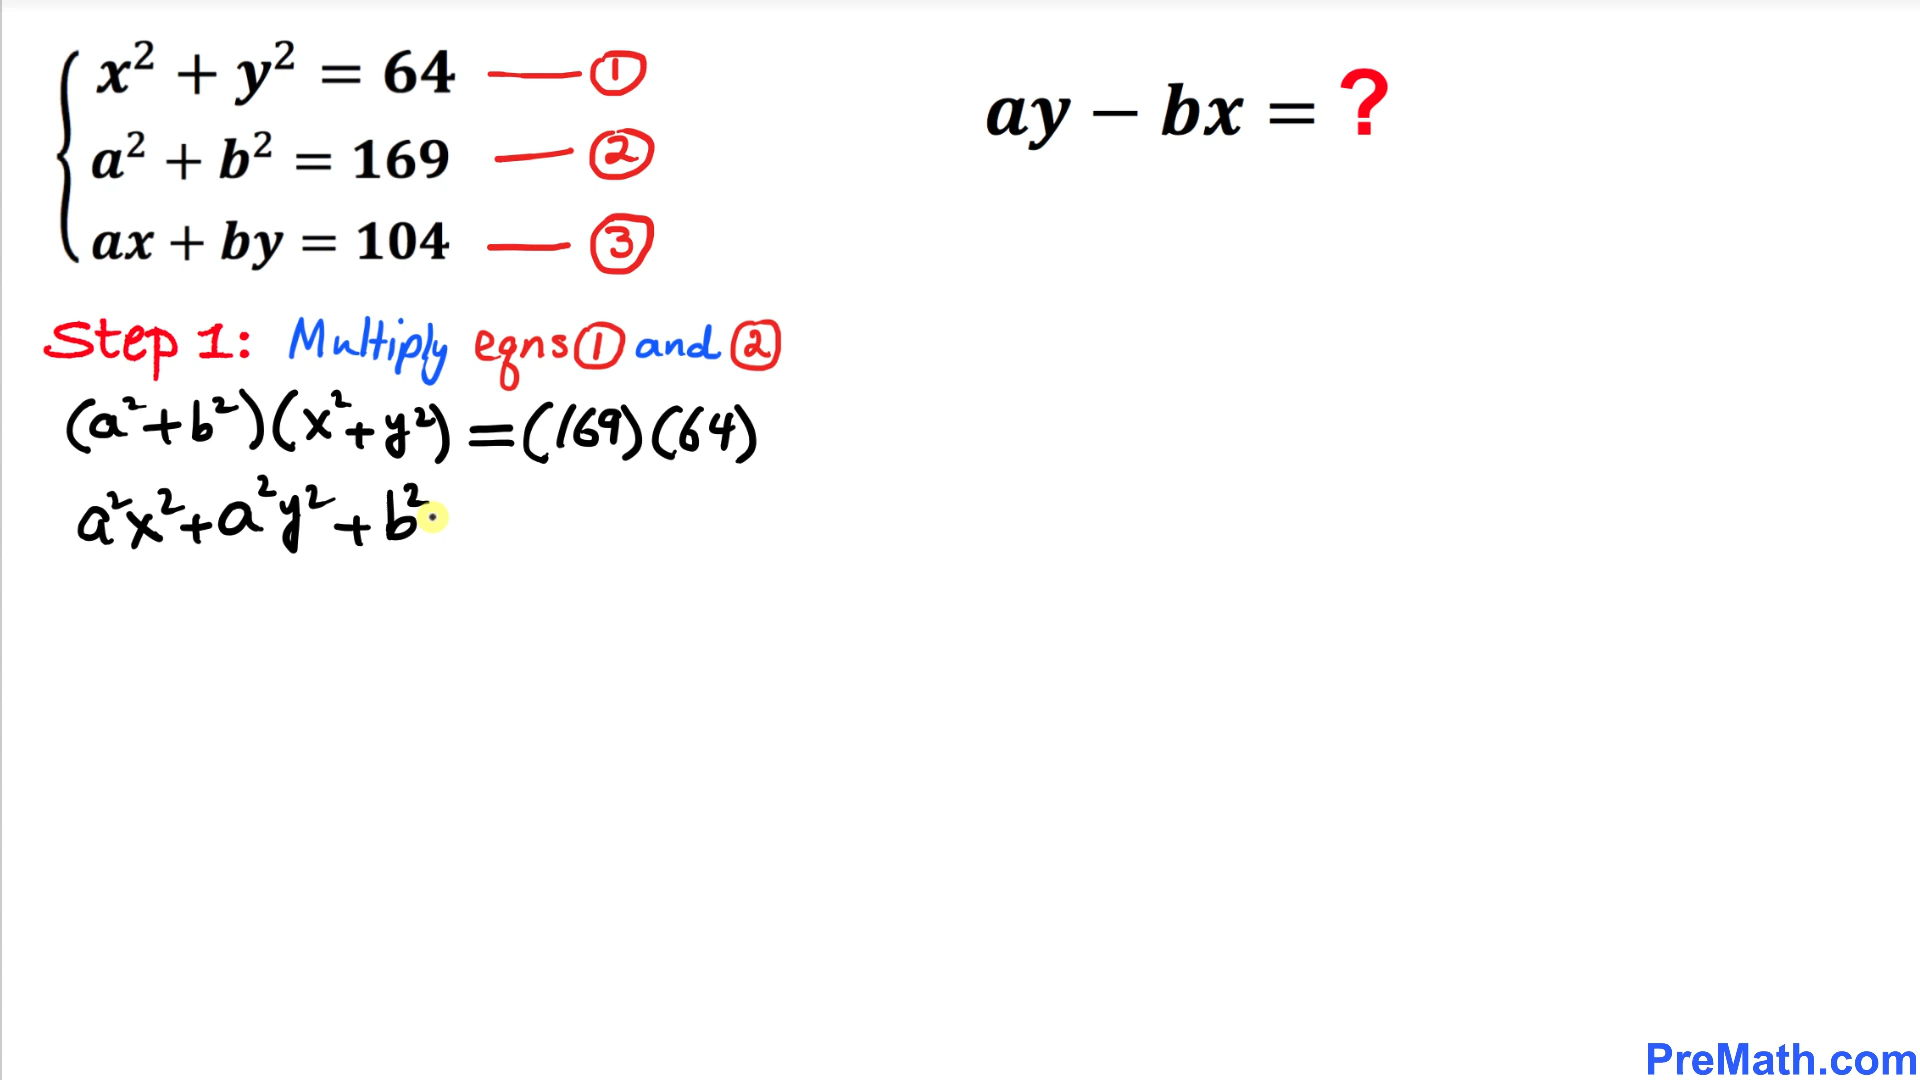 x² + y² = 64 —— ①
a² + b² = 169 —— ②
ax + by = 104 —— ③
ay − bx = ?
Step 1: Multiply eqns ① and ②
(a²+b²)(x²+y²) = (169)(64)
a²x²+a²y²+b²
PreMath.com